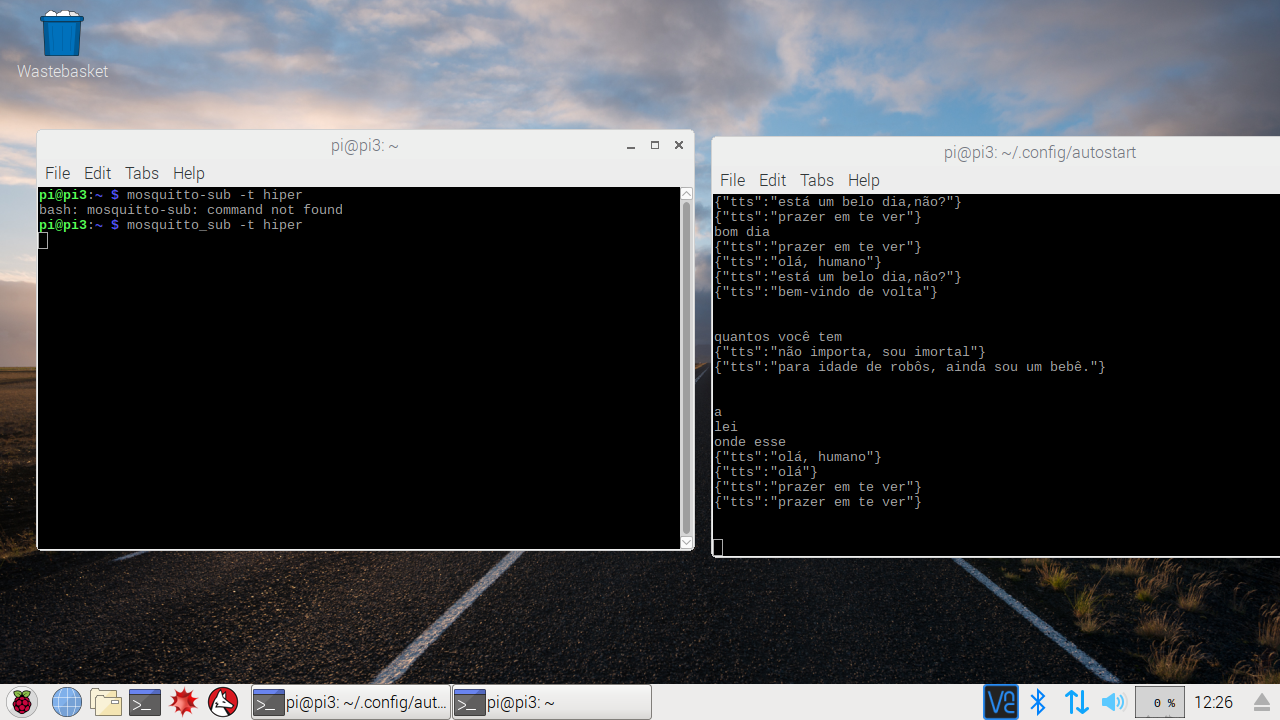 Wastebasket
pi@pi3: ~
File Edit Tabs Help
pi@pi3:~ $ mosquitto-sub -t hiper
bash: mosquitto-sub: command not found
pi@pi3:~ $ mosquitto_sub -t hiper
pi@pi3: ~/.config/autostart
File Edit Tabs Help
{"tts":"está um belo dia,não?"}
{"tts":"prazer em te ver"}
bom dia
{"tts":"prazer em te ver"}
{"tts":"olá, humano"}
{"tts":"está um belo dia,não?"}
{"tts":"bem-vindo de volta"}
quantos você tem
{"tts":"não importa, sou imortal"}
{"tts":"para idade de robôs, ainda sou um bebê."}
a
lei
onde esse
{"tts":"olá, humano"}
{"tts":"olá"}
{"tts":"prazer em te ver"}
{"tts":"prazer em te ver"}
pi@pi3: ~/.config/aut...
pi@pi3: ~
0 %
12:26